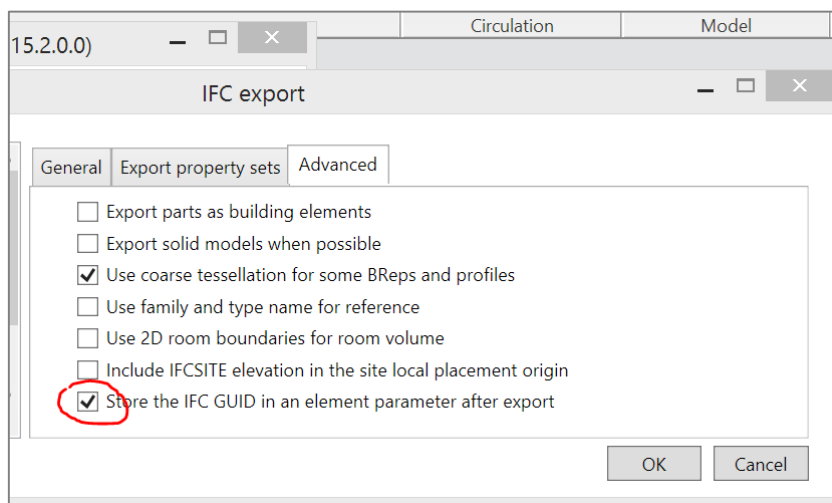 Circulation Model
15.2.0.0)
IFC export
General Export property sets Advanced
Export parts as building elements
Export solid models when possible
Use coarse tessellation for some BReps and profiles
Use family and type name for reference
Use 2D room boundaries for room volume
Include IFCSITE elevation in the site local placement origin
Store the IFC GUID in an element parameter after export
OK Cancel